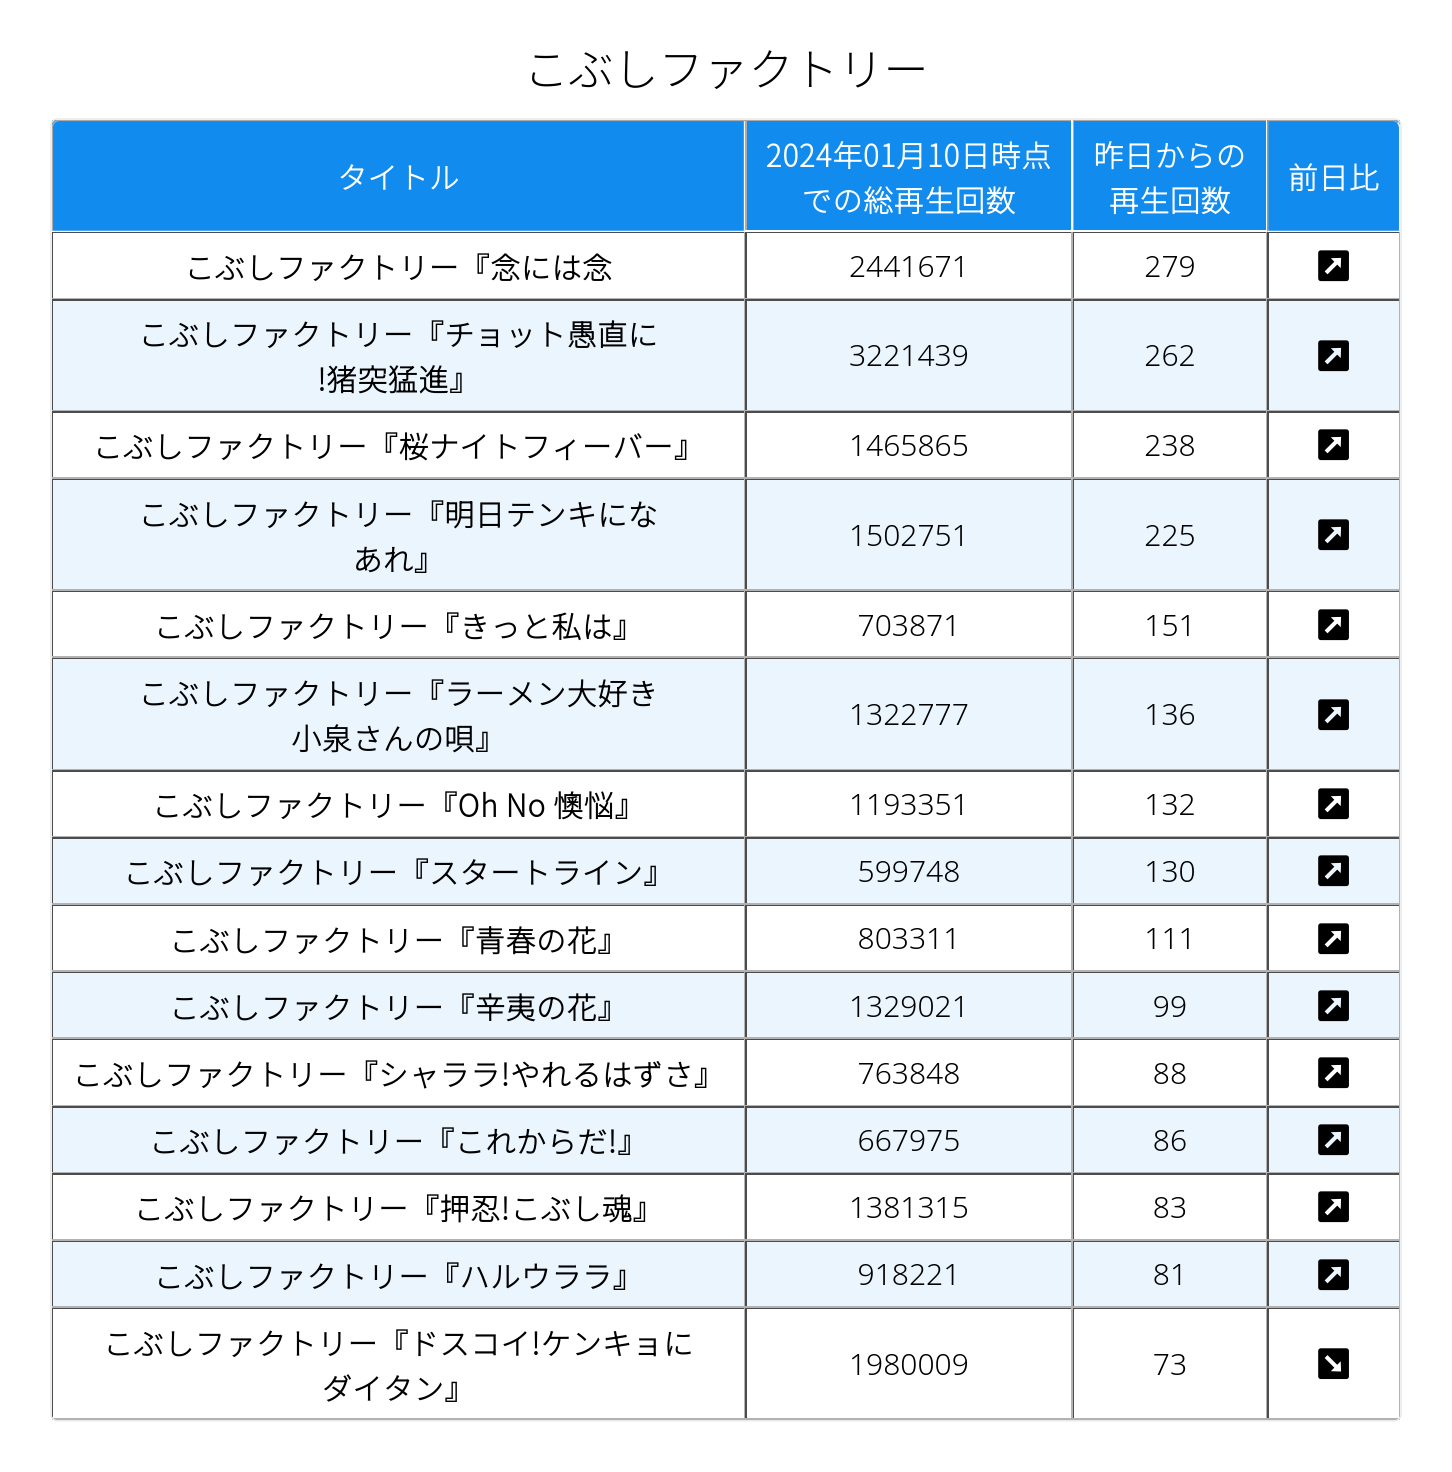 こぶしファクトリー
タイトル
2024年01月10日時点
での総再生回数
昨日からの
再生回数
前日比
こぶしファクトリー『念には念
2441671
279
こぶしファクトリー『チョット愚直に
!猪突猛進』
3221439
262
こぶしファクトリー『桜ナイトフィーバー』
1465865
238
こぶしファクトリー『明日テンキにな
あれ』
1502751
225
こぶしファクトリー『きっと私は』
703871
151
こぶしファクトリー『ラーメン大好き
小泉さんの唄』
1322777
136
こぶしファクトリー『Oh No 懊悩』
1193351
132
こぶしファクトリー『スタートライン』
599748
130
こぶしファクトリー『青春の花』
803311
111
こぶしファクトリー『辛夷の花』
1329021
99
こぶしファクトリー『シャララ!やれるはずさ』
763848
88
こぶしファクトリー『これからだ!』
667975
86
こぶしファクトリー『押忍!こぶし魂』
1381315
83
こぶしファクトリー『ハルウララ』
918221
81
こぶしファクトリー『ドスコイ!ケンキョに
ダイタン』
1980009
73